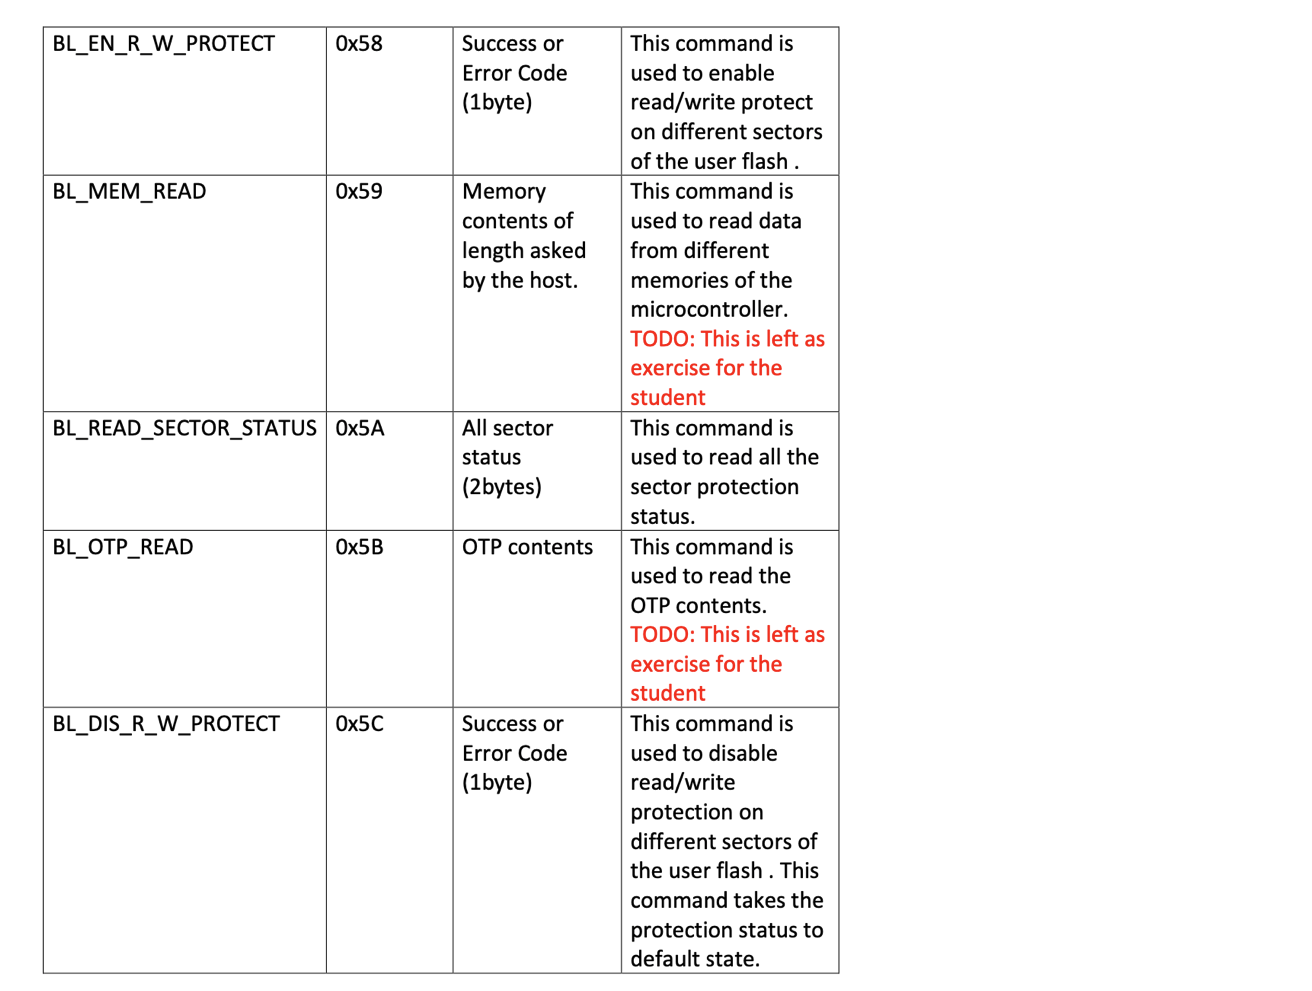 BL_EN_R_W_PROTECT
0x58
Success or
Error Code
(1byte)
This command is
used to enable
read/write protect
on different sectors
of the user flash .
BL_MEM_READ
0x59
Memory
contents of
length asked
by the host.
This command is
used to read data
from different
memories of the
microcontroller.
TODO: This is left as
exercise for the
student
BL_READ_SECTOR_STATUS
0x5A
All sector
status
(2bytes)
This command is
used to read all the
sector protection
status.
BL_OTP_READ
0x5B
OTP contents
This command is
used to read the
OTP contents.
TODO: This is left as
exercise for the
student
BL_DIS_R_W_PROTECT
0x5C
Success or
Error Code
(1byte)
This command is
used to disable
read/write
protection on
different sectors of
the user flash . This
command takes the
protection status to
default state.